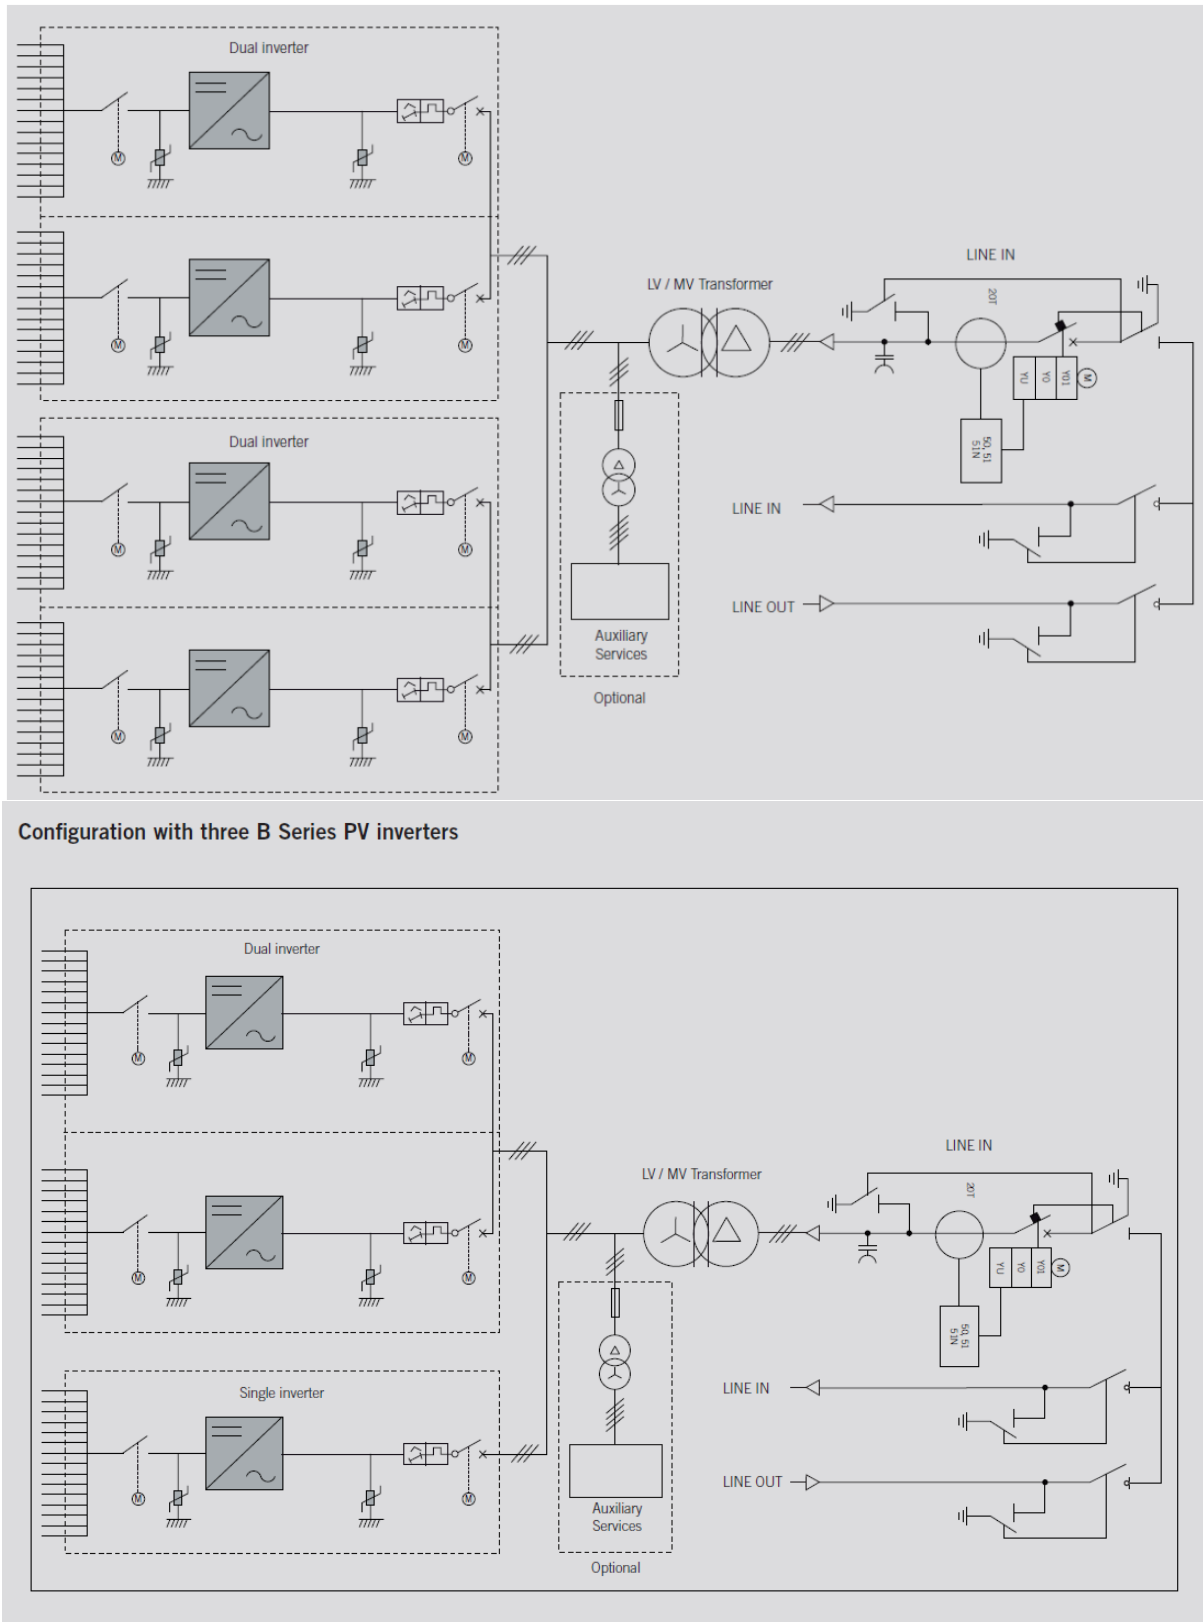 Dual inverter
M
M
M
M
Dual inverter
M
M
M
M
LV / MV Transformer
LINE IN
20T
YU
YO
YO1
M
50, 51
51N
LINE IN
LINE OUT
Auxiliary
Services
Optional
Configuration with three B Series PV inverters
Dual inverter
M
M
M
M
Single inverter
M
M
LV / MV Transformer
LINE IN
20T
YU
YO
YO1
M
50, 51
51N
LINE IN
LINE OUT
Auxiliary
Services
Optional